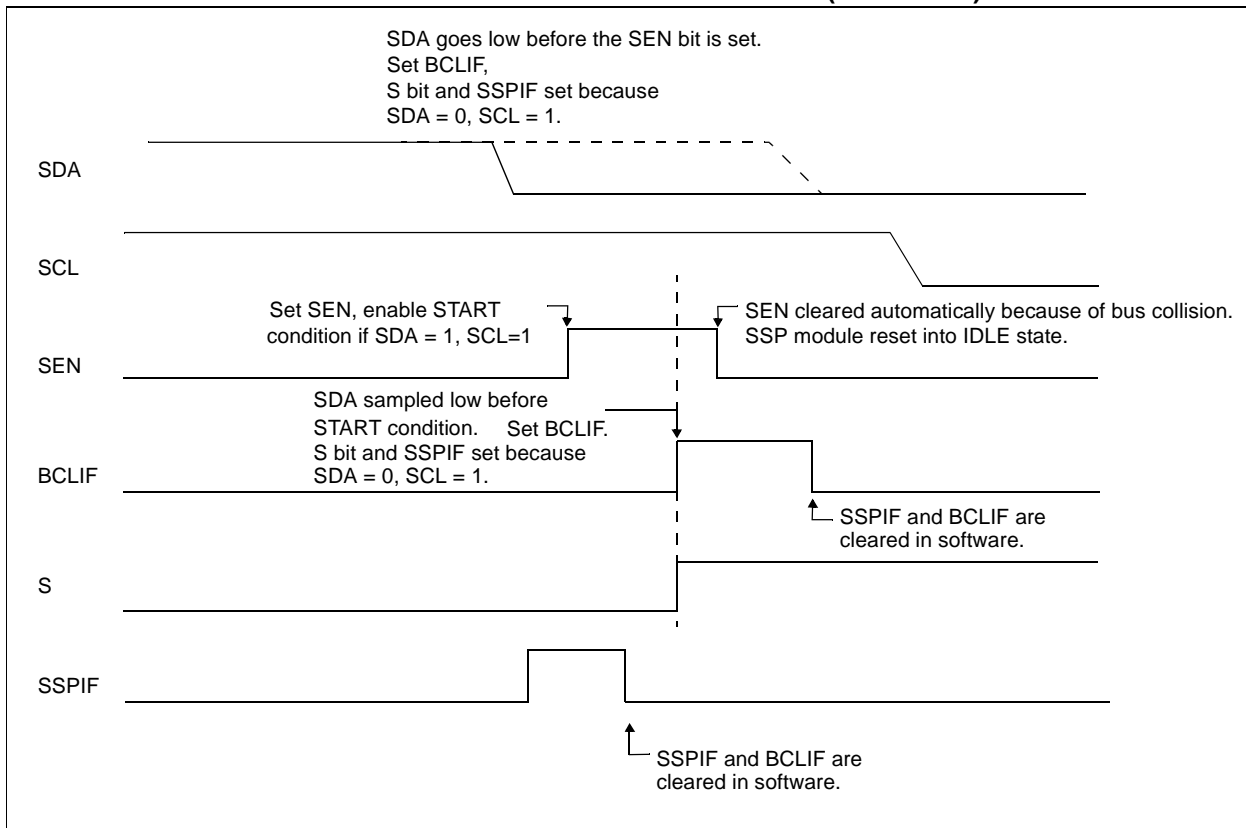 SDA goes low before the SEN bit is set.
Set BCLIF,
S bit and SSPIF set because
SDA = 0, SCL = 1.
SDA
SCL
Set SEN, enable START
condition if SDA = 1, SCL=1
SEN cleared automatically because of bus collision.
SSP module reset into IDLE state.
SEN
SDA sampled low before
START condition. Set BCLIF.
S bit and SSPIF set because
SDA = 0, SCL = 1.
BCLIF
SSPIF and BCLIF are
cleared in software.
S
SSPIF
SSPIF and BCLIF are
cleared in software.